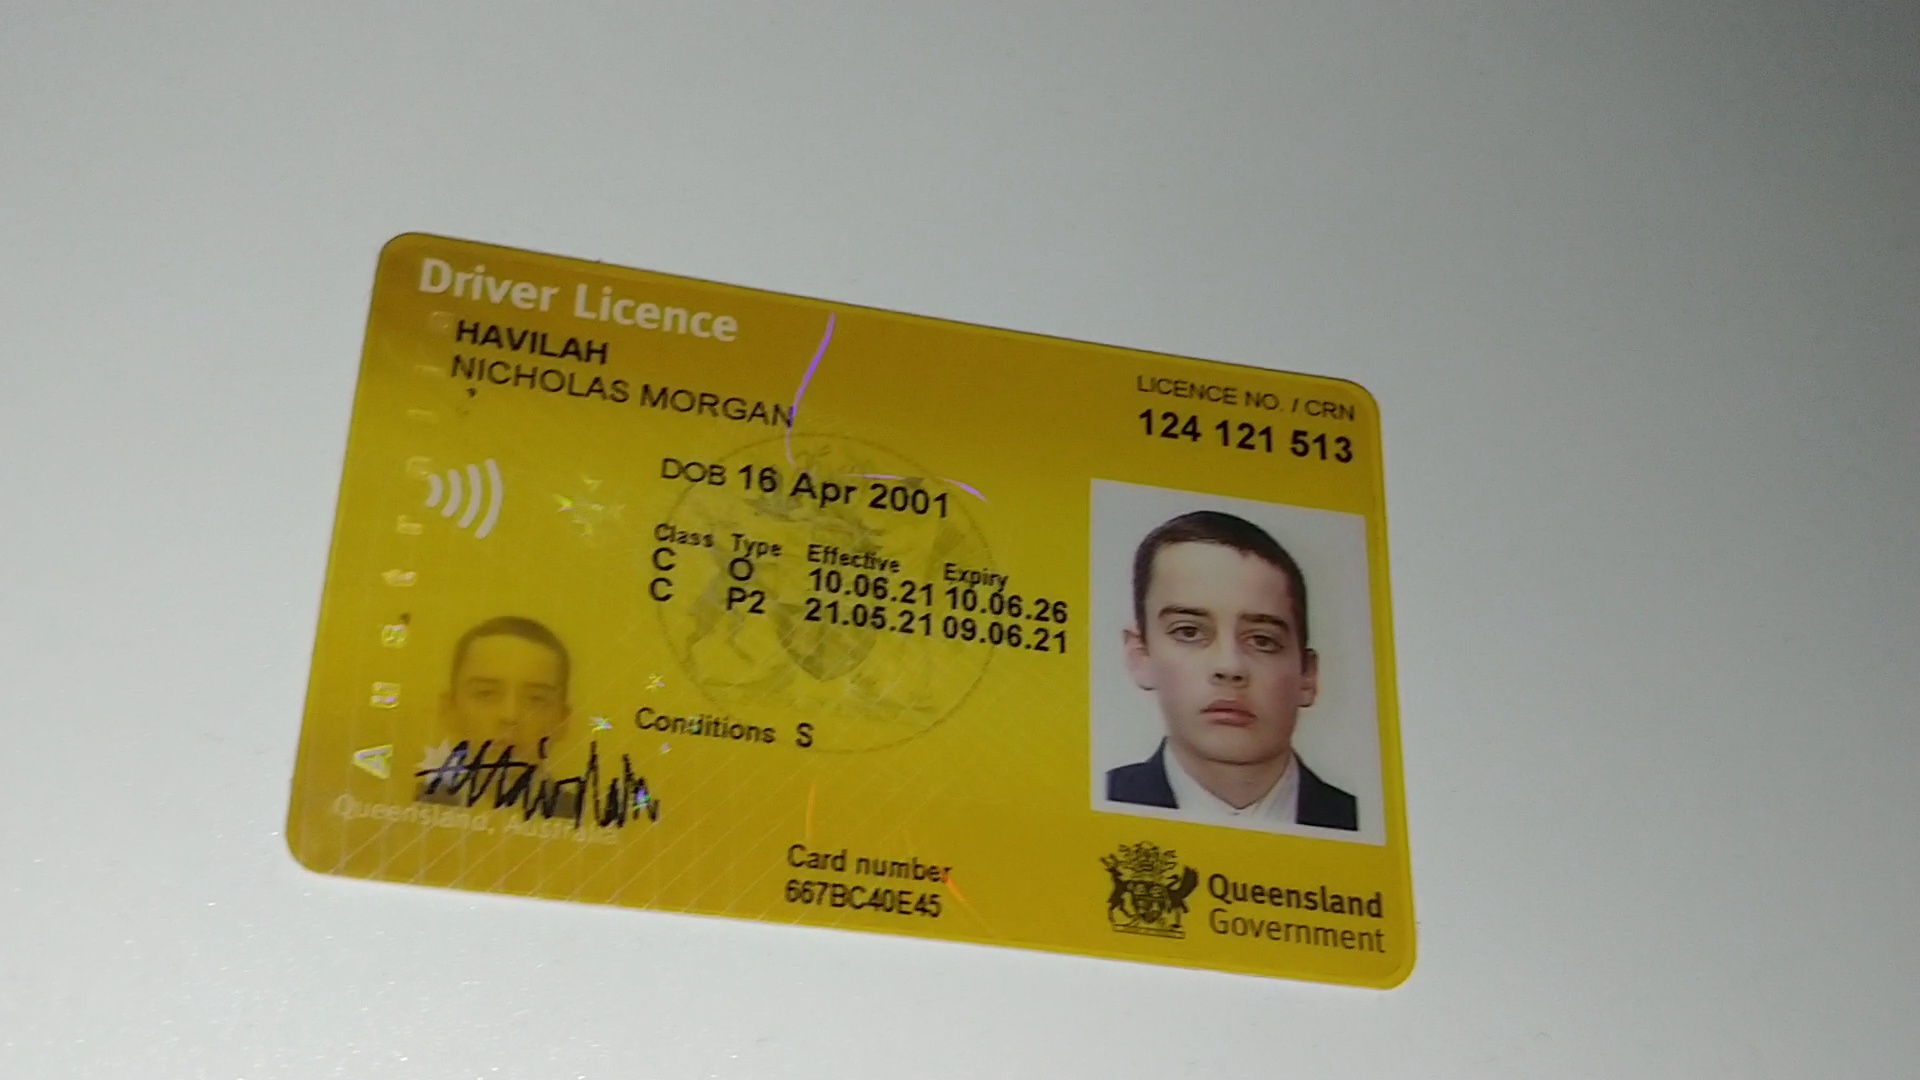 Driver Licence
HAVILAH
NICHOLAS MORGAN
LICENCE NO. / CRN
124 121 513
DOB 16 Apr 2001
Class Type Effective Expiry
C O 10.06.21 10.06.26
C P2 21.05.21 09.06.21
Conditions S
Queensland, Australia
Card number
667BC40E45
Queensland
Government